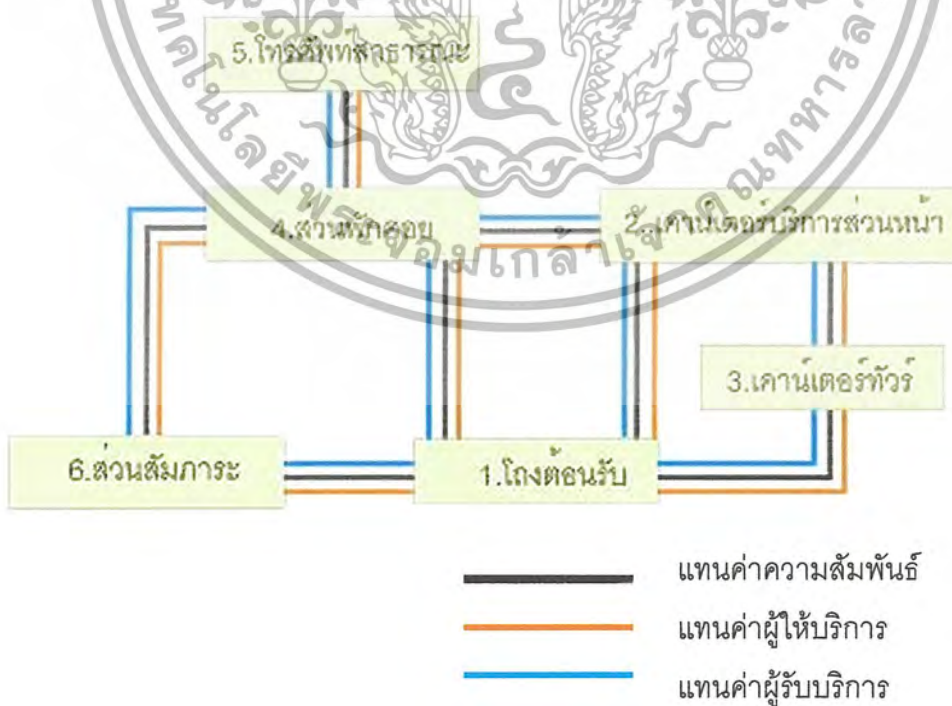 5.โทรศัพท์สาธารณะ
4.ส่วนพักคอย
2.เคาน์เตอร์บริการส่วนหน้า
3.เคาน์เตอร์ทัวร์
6.ส่วนสัมภาระ
1.โถงต้อนรับ
แทนค่าความสัมพันธ์
แทนค่าผู้ให้บริการ
แทนค่าผู้รับบริการ